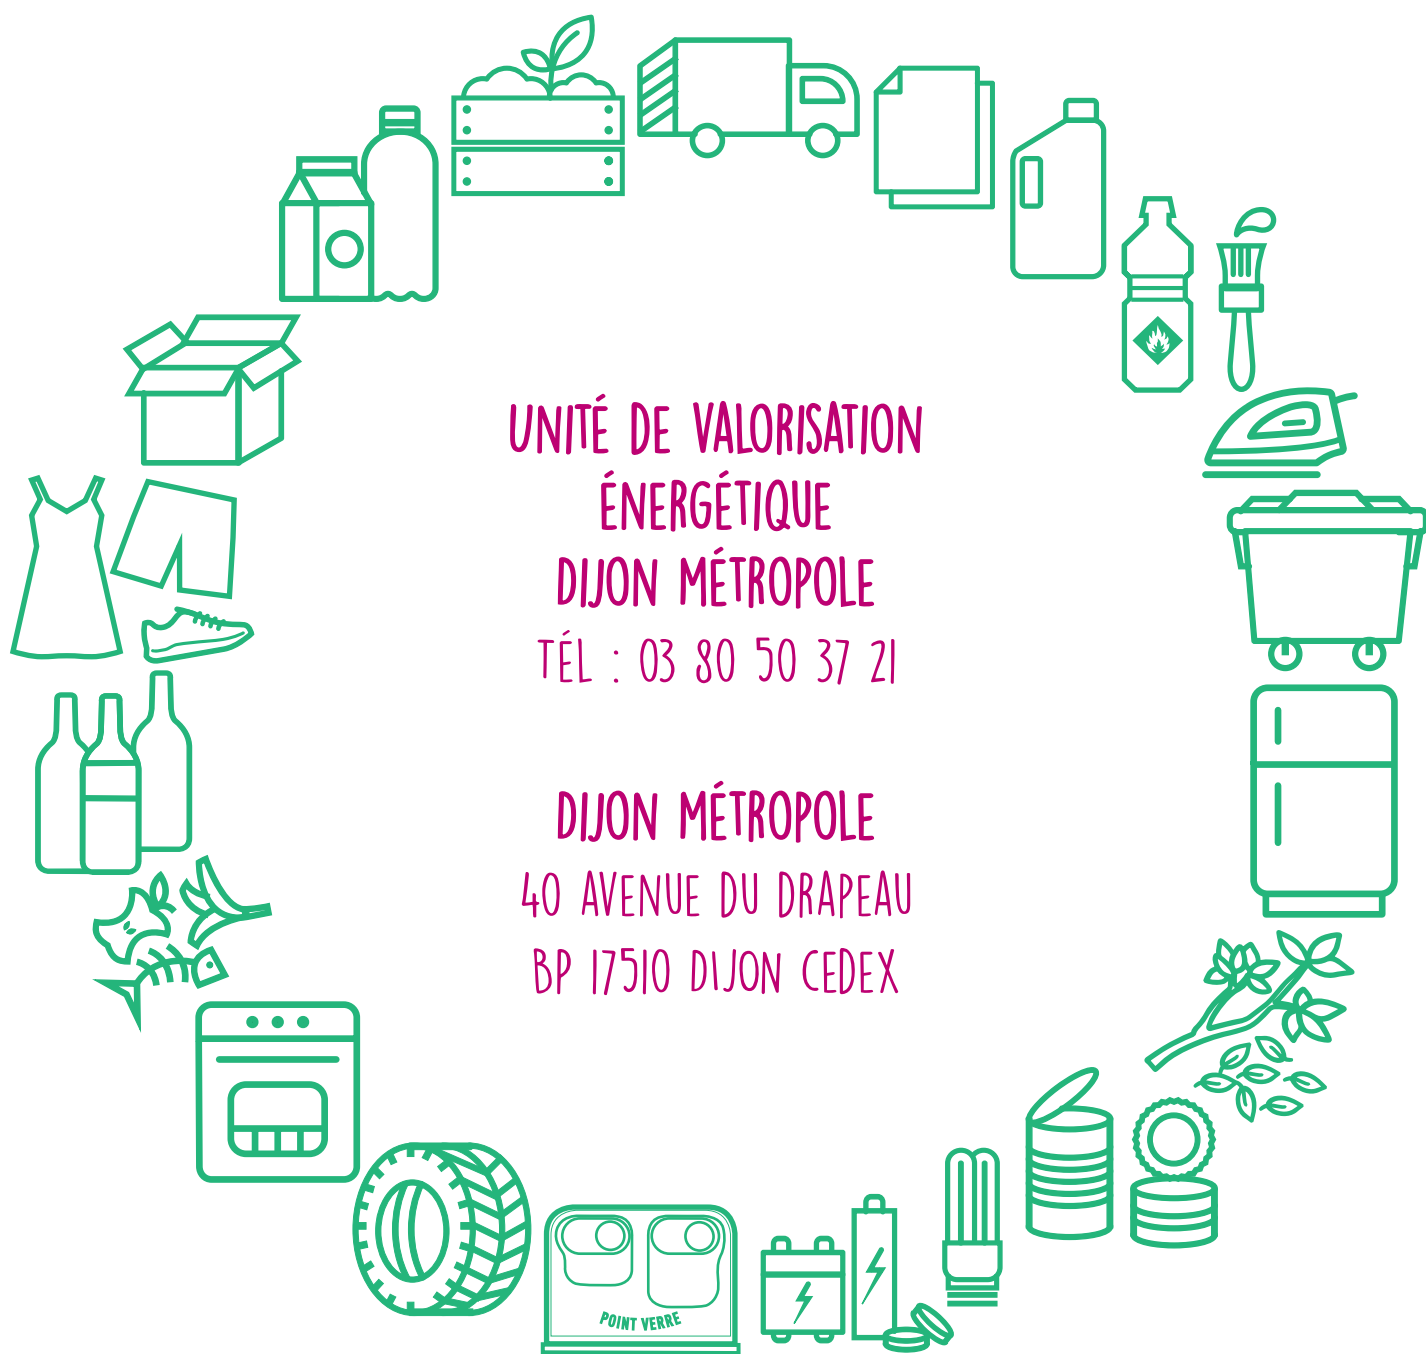 UNITÉ DE VALORISATION
ÉNERGÉTIQUE
DIJON MÉTROPOLE
TÉL : 03 80 50 37 21
DIJON MÉTROPOLE
40 AVENUE DU DRAPEAU
BP 17510 DIJON CEDEX
POINT VERRE